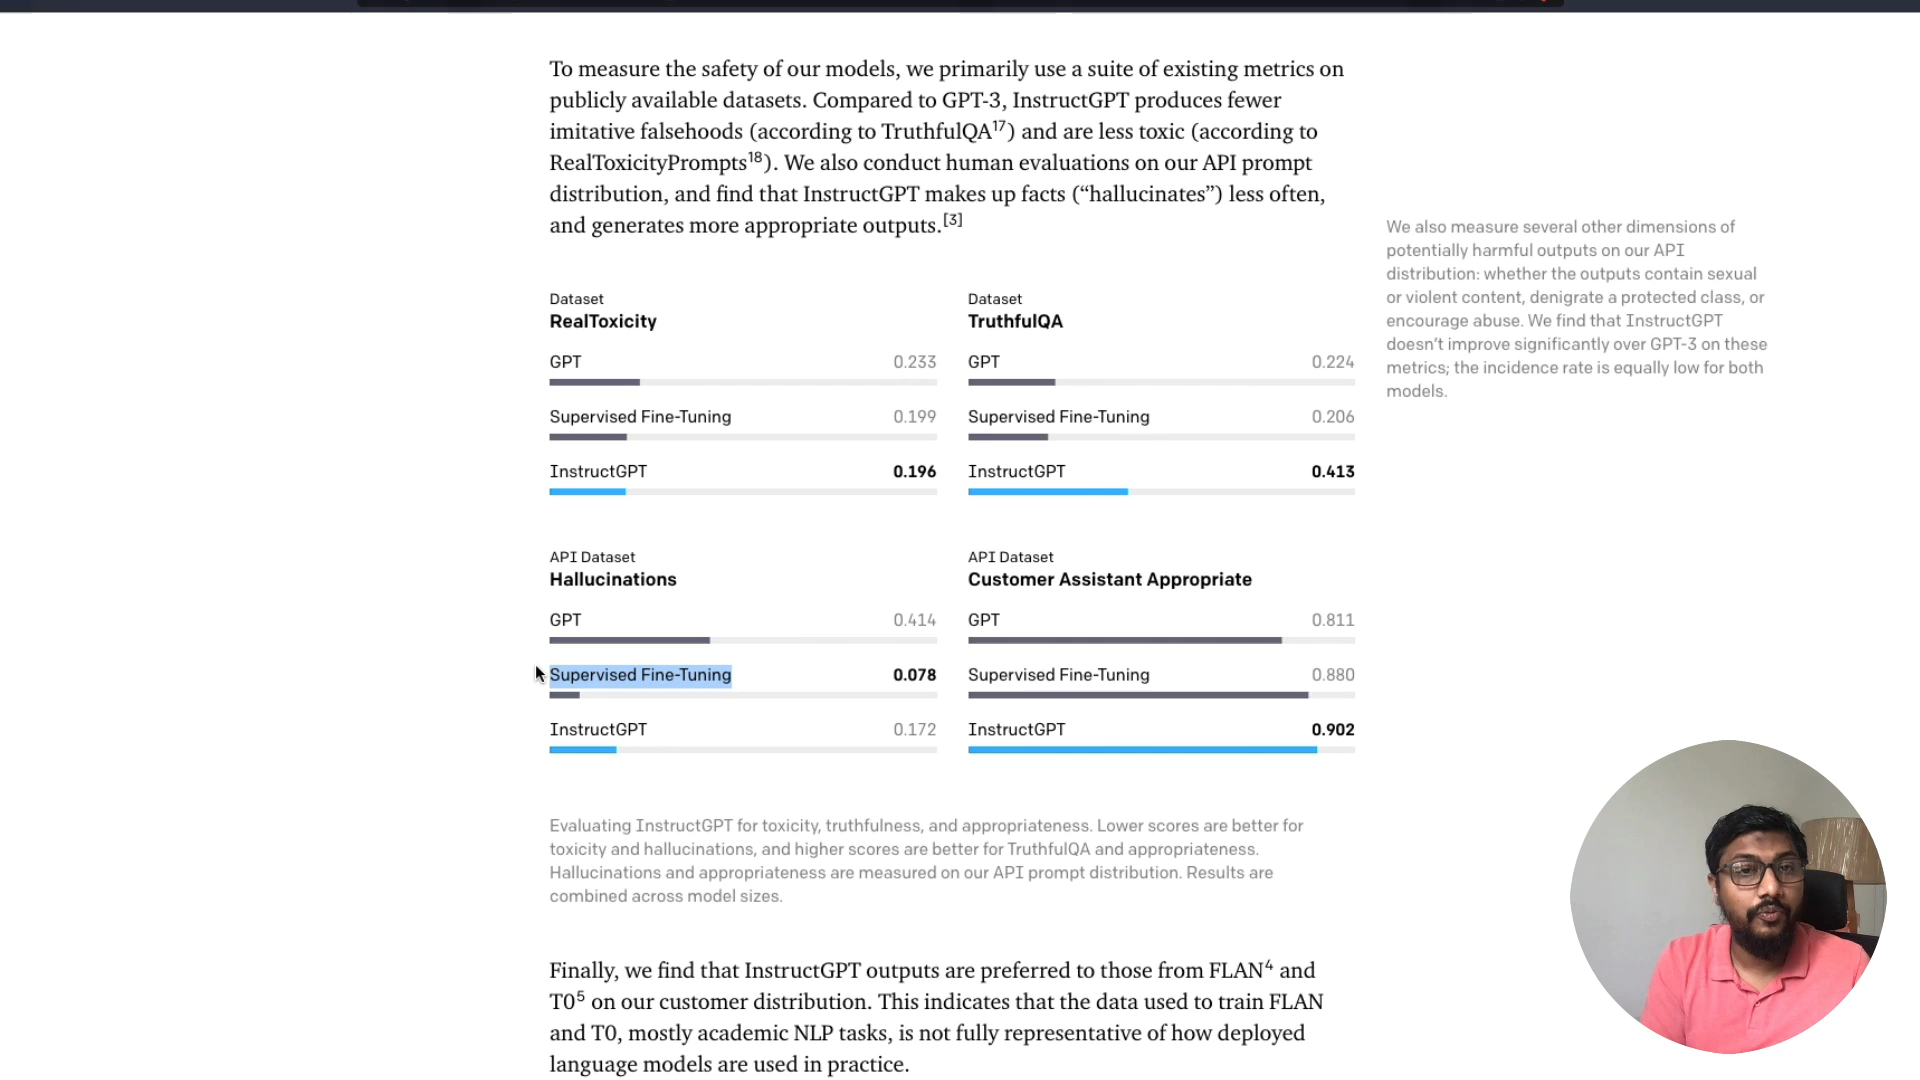 To measure the safety of our models, we primarily use a suite of existing metrics on
publicly available datasets. Compared to GPT-3, InstructGPT produces fewer
imitative falsehoods (according to TruthfulQA17) and are less toxic (according to
RealToxicityPrompts18). We also conduct human evaluations on our API prompt
distribution, and find that InstructGPT makes up facts (“hallucinates”) less often,
and generates more appropriate outputs.[3]
We also measure several other dimensions of
potentially harmful outputs on our API
distribution: whether the outputs contain sexual
or violent content, denigrate a protected class, or
encourage abuse. We find that InstructGPT
doesn’t improve significantly over GPT-3 on these
metrics; the incidence rate is equally low for both
models.
Dataset
RealToxicity
GPT 0.233
Supervised Fine-Tuning 0.199
InstructGPT 0.196
Dataset
TruthfulQA
GPT 0.224
Supervised Fine-Tuning 0.206
InstructGPT 0.413
API Dataset
Hallucinations
GPT 0.414
Supervised Fine-Tuning 0.078
InstructGPT 0.172
API Dataset
Customer Assistant Appropriate
GPT 0.811
Supervised Fine-Tuning 0.880
InstructGPT 0.902
Evaluating InstructGPT for toxicity, truthfulness, and appropriateness. Lower scores are better for
toxicity and hallucinations, and higher scores are better for TruthfulQA and appropriateness.
Hallucinations and appropriateness are measured on our API prompt distribution. Results are
combined across model sizes.
Finally, we find that InstructGPT outputs are preferred to those from FLAN4 and
T05 on our customer distribution. This indicates that the data used to train FLAN
and T0, mostly academic NLP tasks, is not fully representative of how deployed
language models are used in practice.